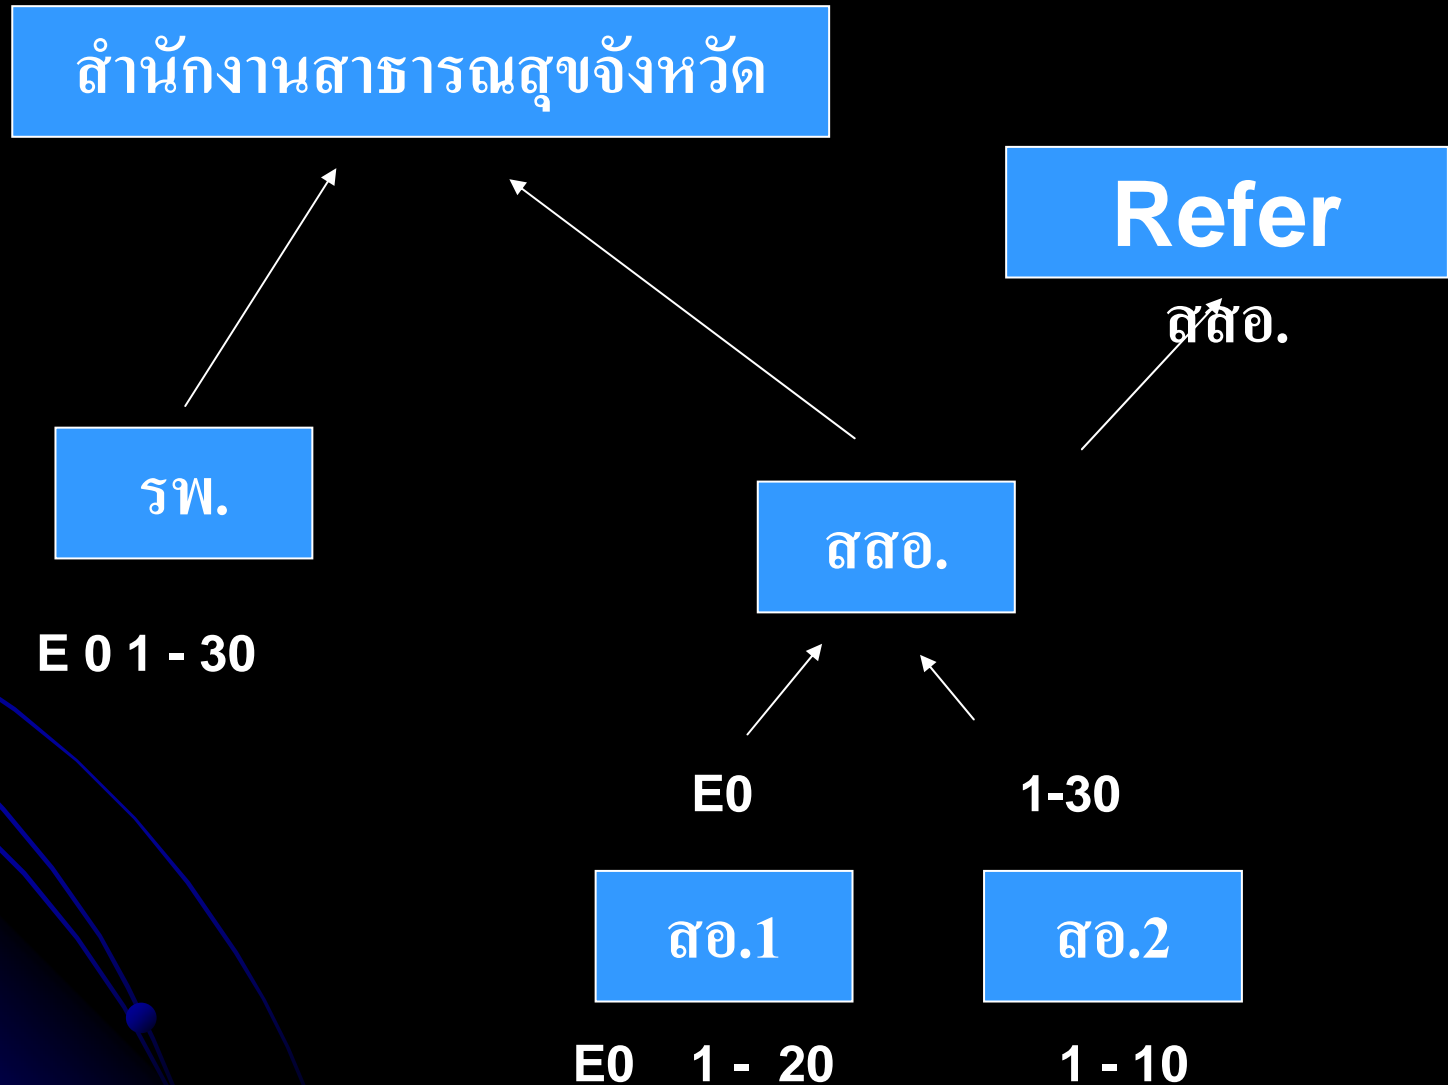 สำนักงานสาธารณสุขจังหวัด
Refer
สสอ.
รพ.
สสอ.
E 0 1 - 30
E0 1-30
สอ.1 สอ.2
E0 1 - 20 1 - 10